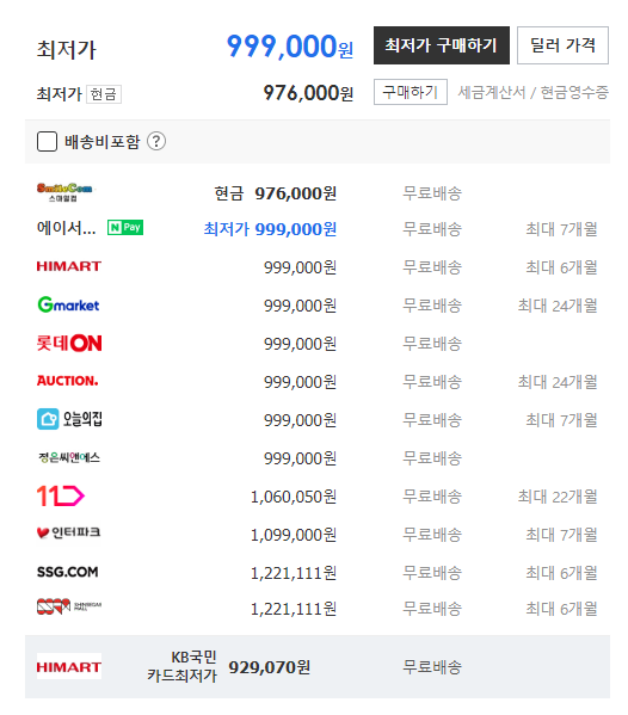 최저가 999,000원 최저가 구매하기 딜러 가격
최저가 현금 976,000원 구매하기 세금계산서 / 현금영수증
배송비포함 ?
SmileCom 스마일컴 현금 976,000원 무료배송
에이서... N Pay 최저가 999,000원 무료배송 최대 7개월
HIMART 999,000원 무료배송 최대 6개월
Gmarket 999,000원 무료배송 최대 24개월
롯데ON 999,000원 무료배송
AUCTION. 999,000원 무료배송 최대 24개월
오늘의집 999,000원 무료배송 최대 7개월
정은씨앤에스 999,000원 무료배송
11 1,060,050원 무료배송 최대 22개월
인터파크 1,099,000원 무료배송 최대 7개월
SSG.COM 1,221,111원 무료배송 최대 6개월
1,221,111원 무료배송 최대 6개월
HIMART KB국민 카드최저가 929,070원 무료배송